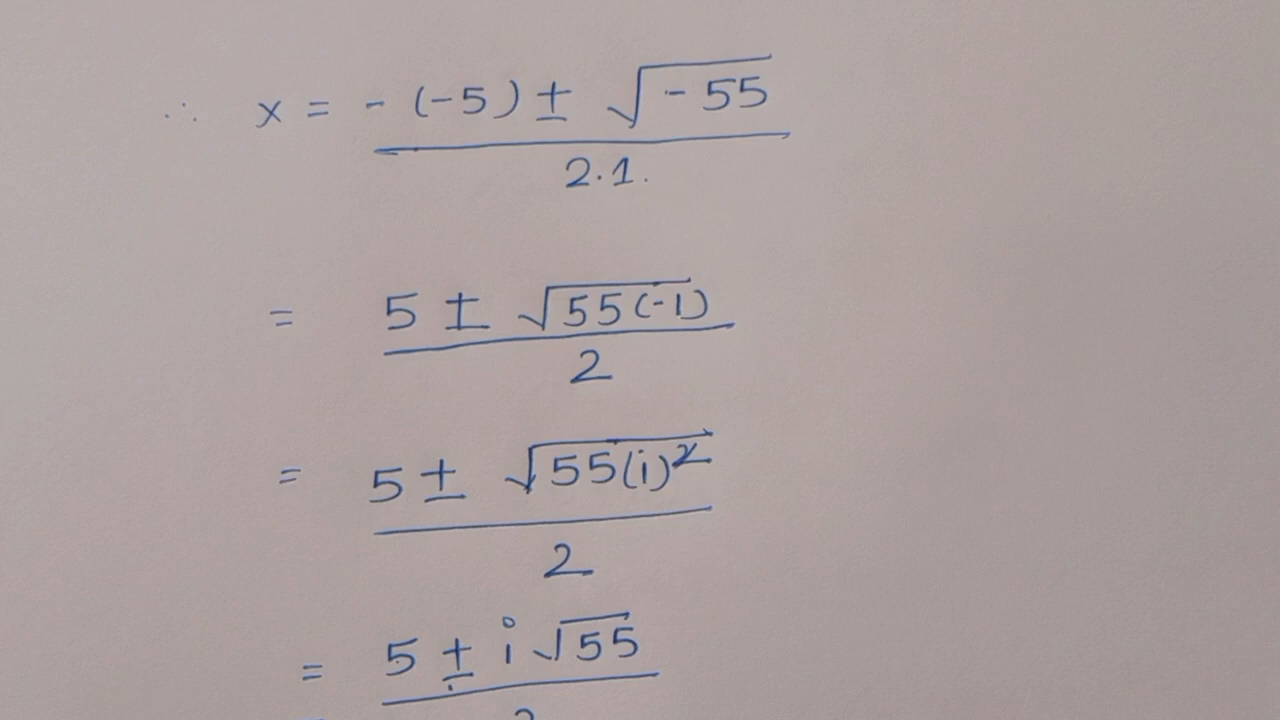 ∴ x = - (-5) ± √-55
2·1.
= 5 ± √55(-1)
2
= 5 ± √55(i)²
2
= 5 ± i √55